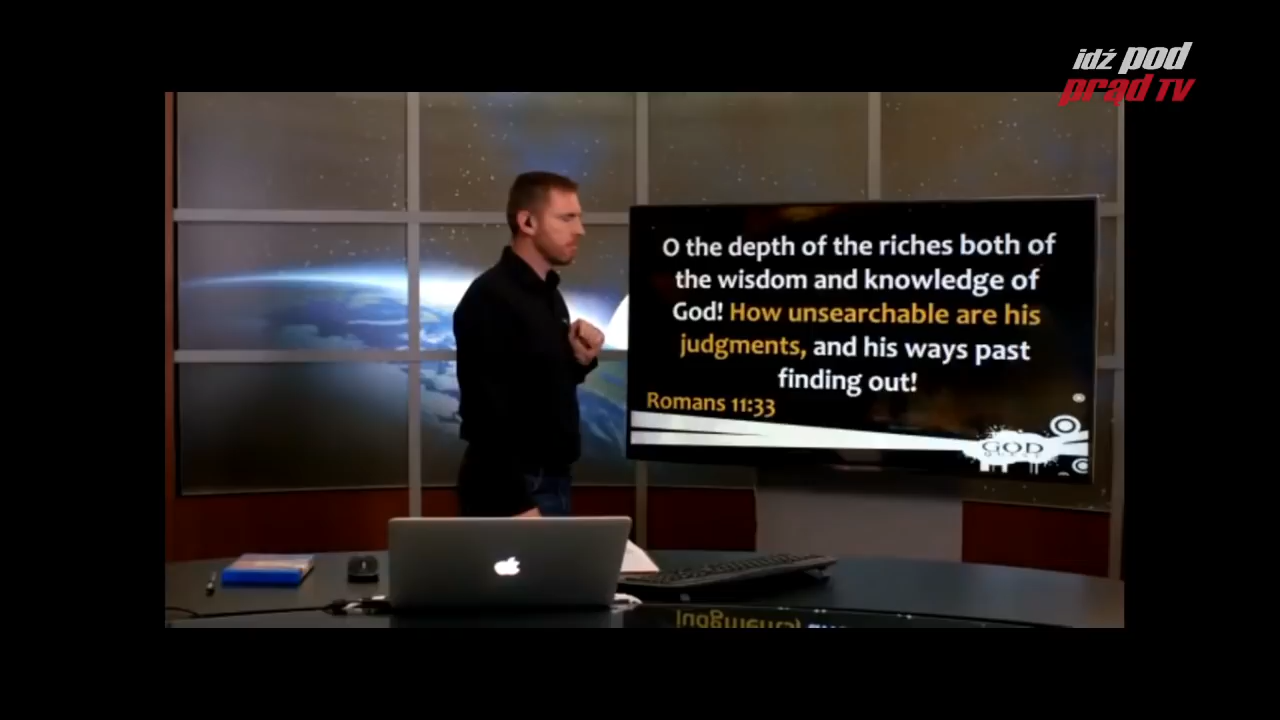 idź pod
prąd TV
O the depth of the riches both of
the wisdom and knowledge of
God! How unsearchable are his
judgments, and his ways past
finding out!
Romans 11:33
GOD